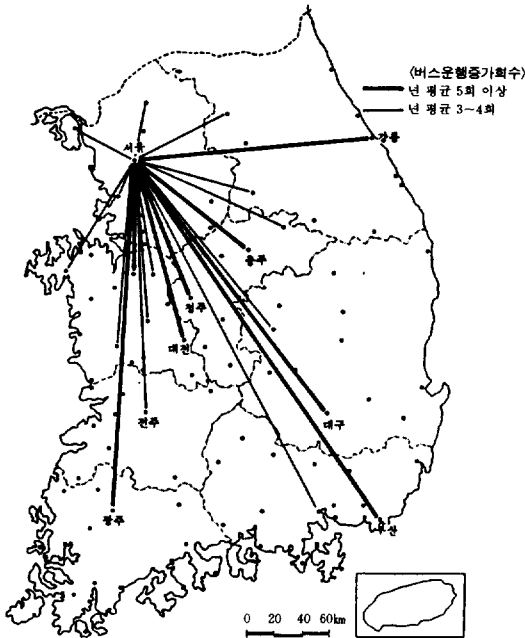 (버스운행증가회수)
년 평균 5회 이상
년 평균 3~4회
강릉
서울
충주
청주
대전
대구
전주
광주
부산
0 20 40 60km